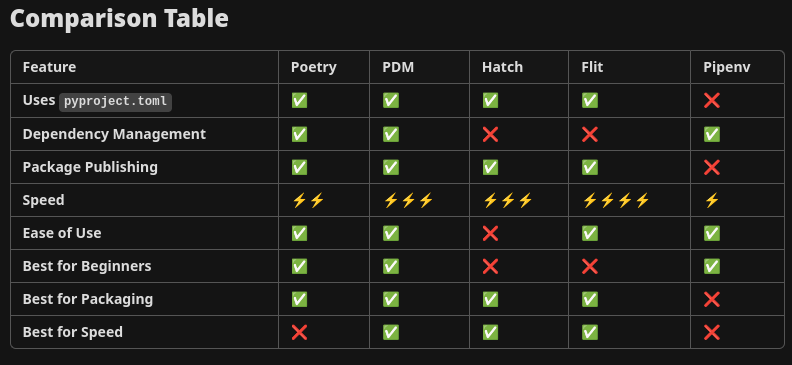 Comparison Table
Feature Poetry PDM Hatch Flit Pipenv
Uses pyproject.toml ✅ ✅ ✅ ✅ ❌
Dependency Management ✅ ✅ ❌ ❌ ✅
Package Publishing ✅ ✅ ✅ ✅ ❌
Speed ⚡⚡ ⚡⚡⚡ ⚡⚡⚡ ⚡⚡⚡⚡ ⚡
Ease of Use ✅ ✅ ❌ ✅ ✅
Best for Beginners ✅ ✅ ❌ ❌ ✅
Best for Packaging ✅ ✅ ✅ ✅ ❌
Best for Speed ❌ ✅ ✅ ✅ ❌